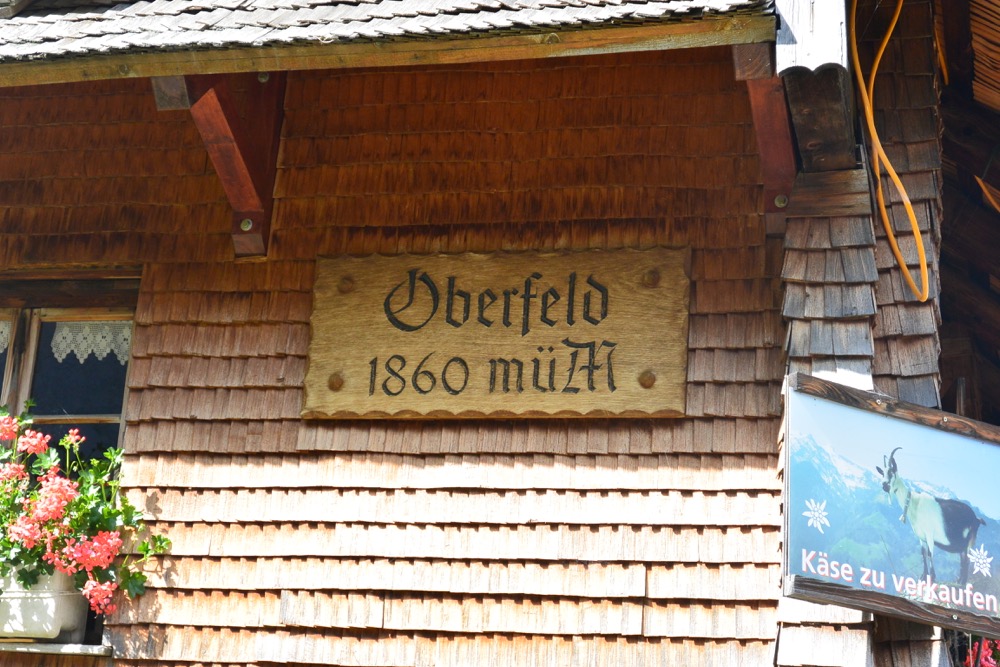 Oberfeld
1860 müM
Käse zu verkaufen